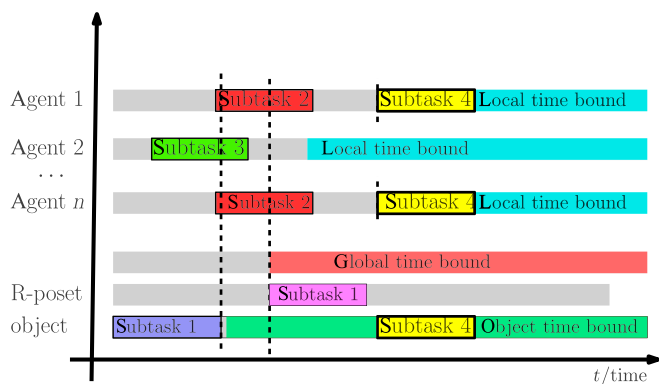 Agent 1 Subtask 2 Subtask 4 Local time bound
Agent 2 Subtask 3 Local time bound
...
Agent n Subtask 2 Subtask 4 Local time bound
Global time bound
R-poset Subtask 1
object Subtask 1 Subtask 4 Object time bound
t/time